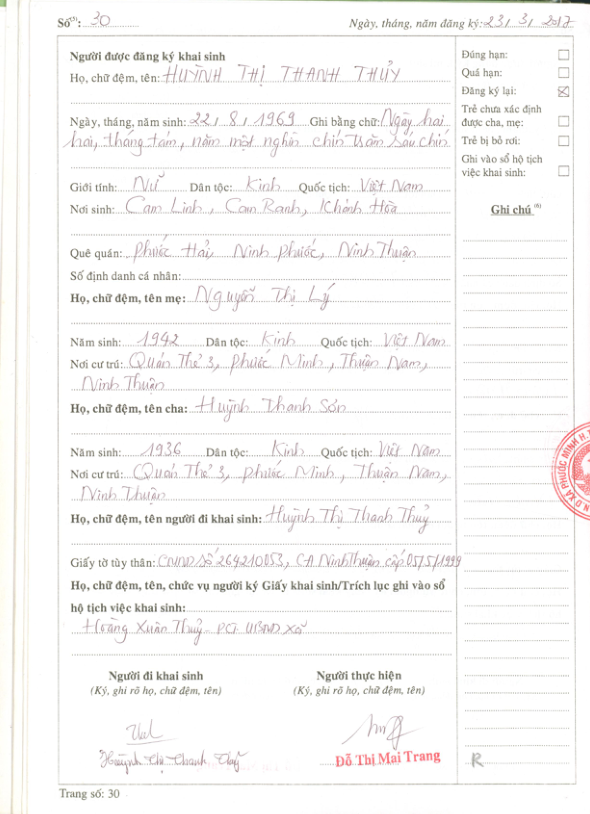 Số⁽⁵⁾: 30
Ngày, tháng, năm đăng ký: 23, 3, 2017
Người được đăng ký khai sinh
Họ, chữ đệm, tên: HUỲNH THỊ THANH THỦY
Ngày, tháng, năm sinh: 22, 8, 1969 Ghi bằng chữ: Ngày hai
hai, tháng tám, năm một nghìn chín trăm sáu chín
Giới tính: Nữ Dân tộc: Kinh Quốc tịch: Việt Nam
Nơi sinh: Cam Linh, Cam Ranh, Khánh Hòa
Quê quán: Phước Hải, Ninh Phước, Ninh Thuận
Số định danh cá nhân:
Họ, chữ đệm, tên mẹ: Nguyễn Thị Lý
Năm sinh: 1942 Dân tộc: Kinh Quốc tịch: Việt Nam
Nơi cư trú: Quán Thẻ 3, Phước Minh, Thuận Nam,
Ninh Thuận
Họ, chữ đệm, tên cha: Huỳnh Thanh Sơn
Năm sinh: 1936 Dân tộc: Kinh Quốc tịch: Việt Nam
Nơi cư trú: Quán Thẻ 3, Phước Minh, Thuận Nam,
Ninh Thuận
Họ, chữ đệm, tên người đi khai sinh: Huỳnh Thị Thanh Thuỷ
Giấy tờ tùy thân: CMND số 264210053, CA Ninh Thuận cấp 05/5/1999
Họ, chữ đệm, tên, chức vụ người ký Giấy khai sinh/Trích lục ghi vào sổ
hộ tịch việc khai sinh:
Hoàng Xuân Thuỷ PCT UBND xã
Người đi khai sinh
(Ký, ghi rõ họ, chữ đệm, tên)
Huỳnh Thị Thanh Thuỷ
Người thực hiện
(Ký, ghi rõ họ, chữ đệm, tên)
Đỗ Thị Mai Trang
Trang số: 30
Đúng hạn:
Quá hạn:
Đăng ký lại:
Trẻ chưa xác định
được cha, mẹ:
Trẻ bị bỏ rơi:
Ghi vào sổ hộ tịch
việc khai sinh:
Ghi chú ⁽⁶⁾
R